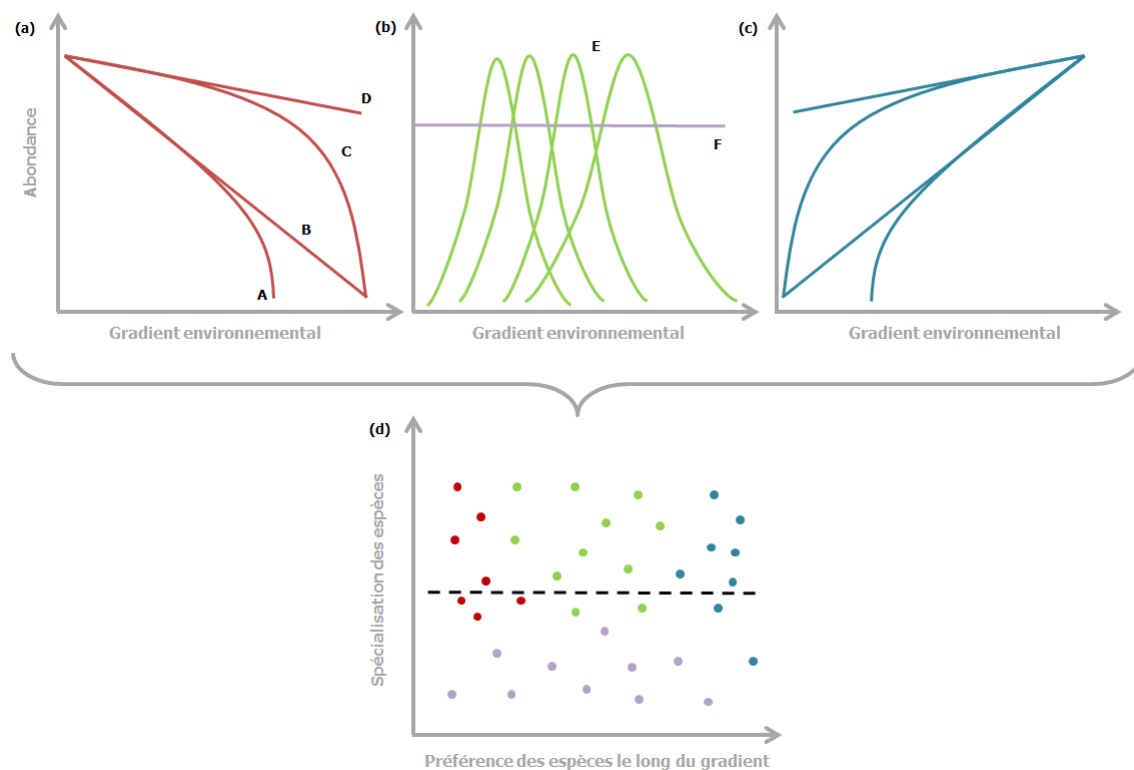 (a)
Abondance
D
C
B
A
Gradient environnemental
(b)
E
F
Gradient environnemental
(c)
Gradient environnemental
(d)
Spécialisation des espèces
Préférence des espèces le long du gradient